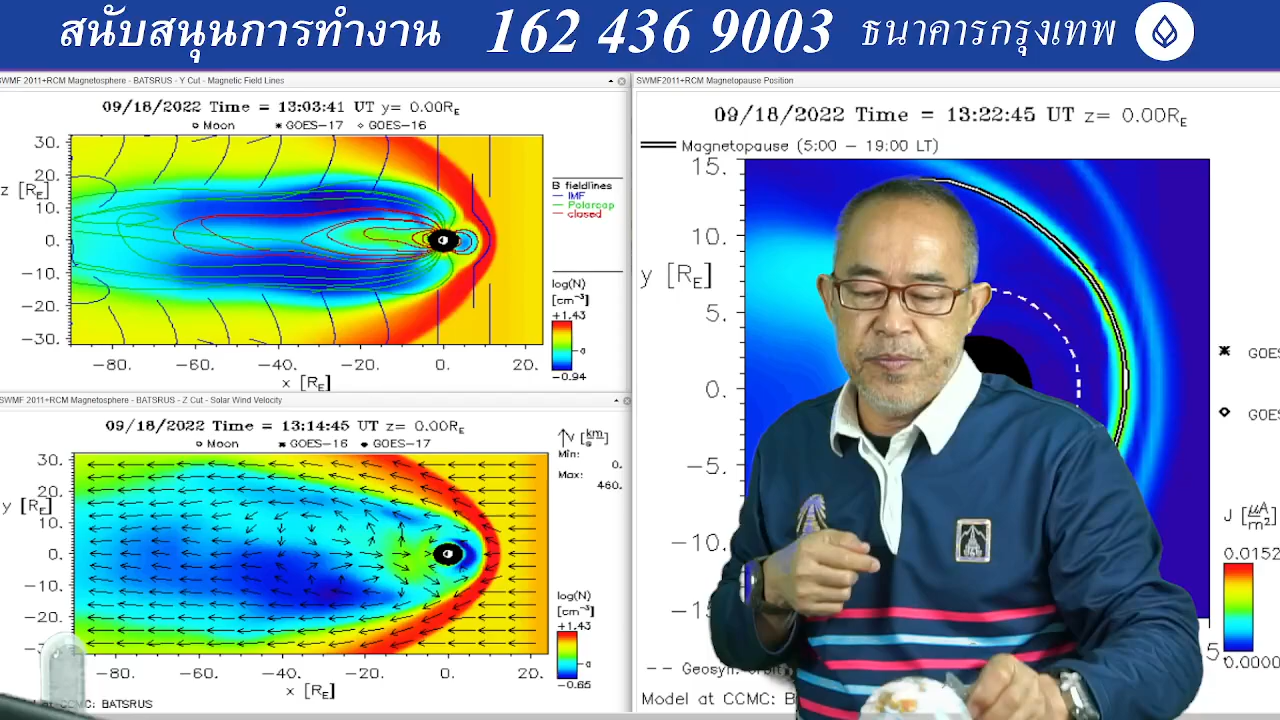 สนับสนุนการทำงาน 162 436 9003 ธนาคารกรุงเทพ
SWMF 2011+RCM Magnetosphere - BATSRUS - Y Cut - Magnetic Field Lines
09/18/2022 Time = 13:03:41 UT y= 0.00RE
Moon GOES-17 GOES-16
30.
20.
z [RE]
10.
0.
-10.
-20.
-30.
-80. -60. -40. -20. 0. 20.
x [RE]
B fieldlines
IMF
Polarcap
closed
log(N)
[cm-3]
+1.43
0
-0.94
SWMF 2011+RCM Magnetosphere - BATSRUS - Z Cut - Solar Wind Velocity
09/18/2022 Time = 13:14:45 UT z= 0.00RE
Moon GOES-16 GOES-17
30.
20.
y [RE]
10.
0.
-10.
-20.
-80. -60. -40. -20. 0. 20.
x [RE]
V [km/s]
Min:
0.
Max:
460.
log(N)
[cm-3]
+1.43
0
-0.65
CCMC: BATSRUS
SWMF2011+RCM Magnetopause Position
09/18/2022 Time = 13:22:45 UT z= 0.00RE
Magnetopause (5:00 - 19:00 LT)
15.
10.
y [RE]
5.
0.
-5.
-10.
-15
GOES
GOES
J [μA/m2]
0.0152
0.0000
5.
-- Geosyn. orbit
Model at CCMC: B